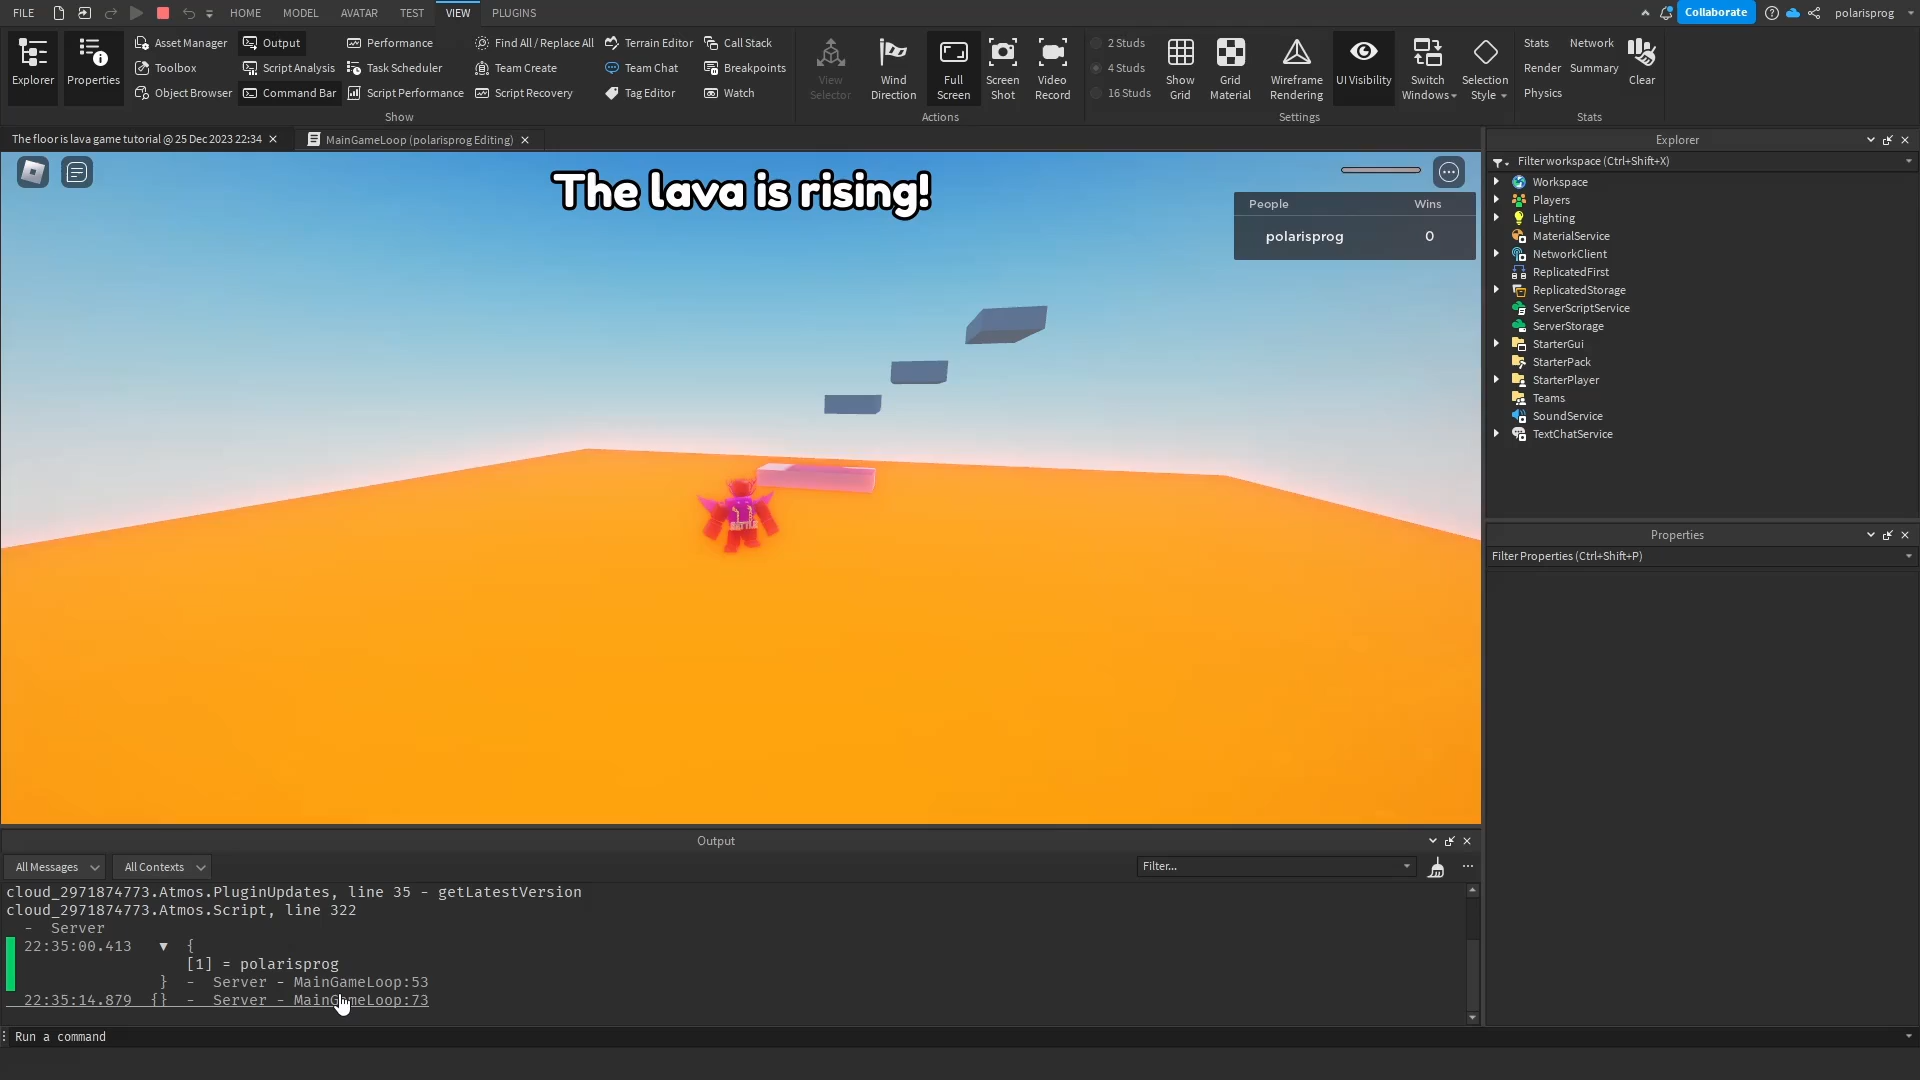 FILE HOME MODEL AVATAR TEST VIEW PLUGINS Collaborate polarisprog
Explorer
Properties
Asset Manager
Toolbox
Object Browser
Output
Script Analysis
Command Bar
Performance
Task Scheduler
Script Performance
Find All / Replace All
Team Create
Script Recovery
Terrain Editor
Team Chat
Tag Editor
Call Stack
Breakpoints
Watch
Show
View
Selector
Wind
Direction
Full
Screen
Screen
Shot
Video
Record
Actions
2 Studs
4 Studs
16 Studs
Show
Grid
Grid
Material
Wireframe
Rendering
UI Visibility
Switch
Windows
Selection
Style
Settings
Stats
Render
Physics
Network
Summary
Clear
Stats
The floor is lava game tutorial @ 25 Dec 2023 22:34
MainGameLoop (polarisprog Editing)
The lava is rising!
People Wins
polarisprog 0
BATTLE
Explorer
Filter workspace (Ctrl+Shift+X)
Workspace
Players
Lighting
MaterialService
NetworkClient
ReplicatedFirst
ReplicatedStorage
ServerScriptService
ServerStorage
StarterGui
StarterPack
StarterPlayer
Teams
SoundService
TextChatService
Properties
Filter Properties (Ctrl+Shift+P)
Output
All Messages All Contexts Filter...
cloud_2971874773.Atmos.PluginUpdates, line 35 - getLatestVersion
cloud_2971874773.Atmos.Script, line 322
- Server
22:35:00.413 ▼ {
[1] = polarisprog
} - Server - MainGameLoop:53
22:35:14.879 {} - Server - MainGameLoop:73
Run a command